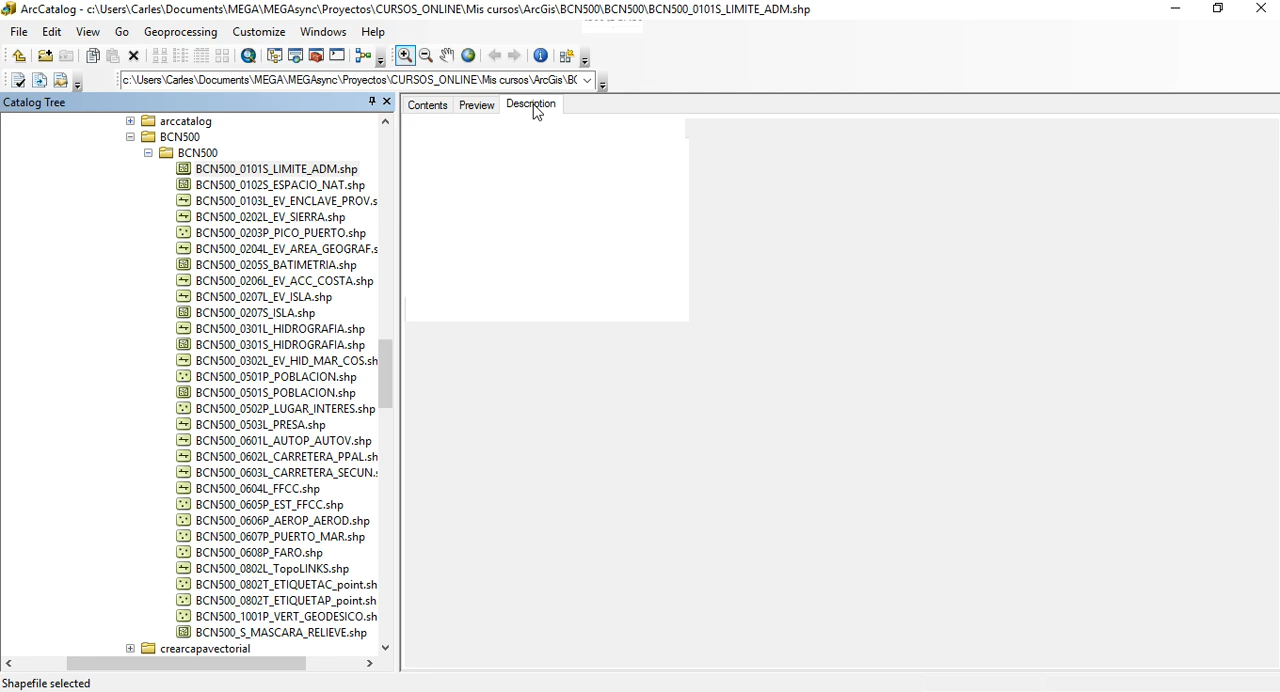 ArcCatalog - c:\Users\Carles\Documents\MEGA\MEGAsync\Proyectos\CURSOS_ONLINE\Mis cursos\ArcGis\BCN500\BCN500\BCN500_0101S_LIMITE_ADM.shp
File Edit View Go Geoprocessing Customize Windows Help
c:\Users\Carles\Documents\MEGA\MEGAsync\Proyectos\CURSOS_ONLINE\Mis cursos\ArcGis\B(
Catalog Tree
Contents Preview Description
arccatalog
BCN500
BCN500
BCN500_0101S_LIMITE_ADM.shp
BCN500_0102S_ESPACIO_NAT.shp
BCN500_0103L_EV_ENCLAVE_PROV.s
BCN500_0202L_EV_SIERRA.shp
BCN500_0203P_PICO_PUERTO.shp
BCN500_0204L_EV_AREA_GEOGRAF.s
BCN500_0205S_BATIMETRIA.shp
BCN500_0206L_EV_ACC_COSTA.shp
BCN500_0207L_EV_ISLA.shp
BCN500_0207S_ISLA.shp
BCN500_0301L_HIDROGRAFIA.shp
BCN500_0301S_HIDROGRAFIA.shp
BCN500_0302L_EV_HID_MAR_COS.sh
BCN500_0501P_POBLACION.shp
BCN500_0501S_POBLACION.shp
BCN500_0502P_LUGAR_INTERES.shp
BCN500_0503L_PRESA.shp
BCN500_0601L_AUTOP_AUTOV.shp
BCN500_0602L_CARRETERA_PPAL.sh
BCN500_0603L_CARRETERA_SECUN.:
BCN500_0604L_FFCC.shp
BCN500_0605P_EST_FFCC.shp
BCN500_0606P_AEROP_AEROD.shp
BCN500_0607P_PUERTO_MAR.shp
BCN500_0608P_FARO.shp
BCN500_0802L_TopoLINKS.shp
BCN500_0802T_ETIQUETAC_point.sh
BCN500_0802T_ETIQUETAP_point.sh
BCN500_1001P_VERT_GEODESICO.sh
BCN500_S_MASCARA_RELIEVE.shp
crearcapavectorial
Shapefile selected